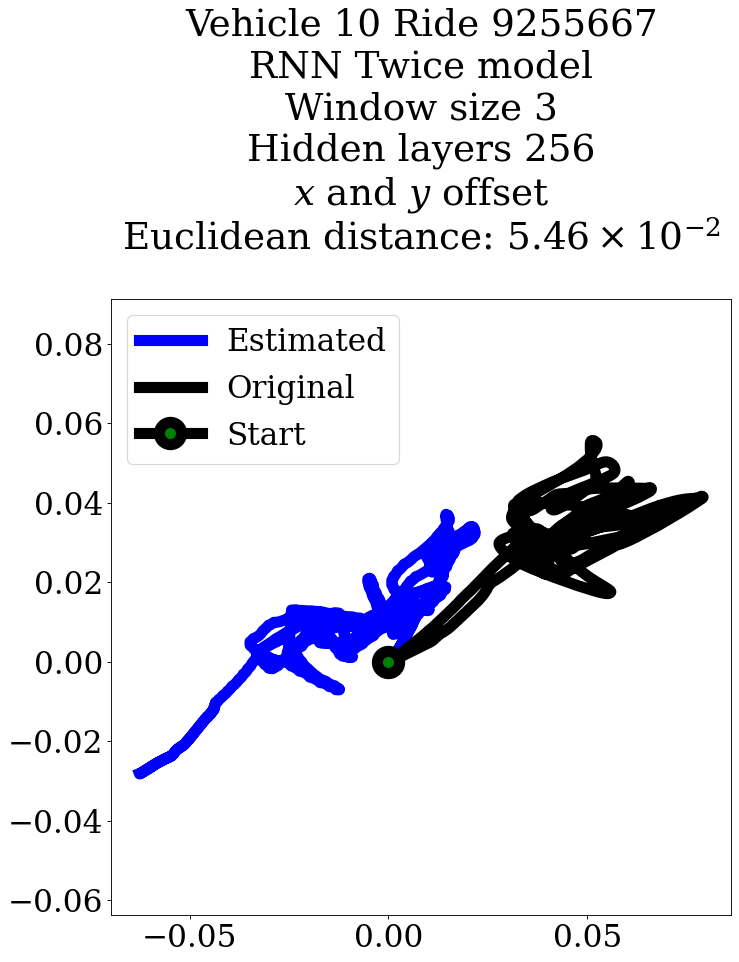 Vehicle 10 Ride 9255667
RNN Twice model
Window size 3
Hidden layers 256
x and y offset
Euclidean distance: 5.46 × 10⁻²
Estimated
Original
Start
0.08
0.06
0.04
0.02
0.00
−0.02
−0.04
−0.06
−0.05 0.00 0.05